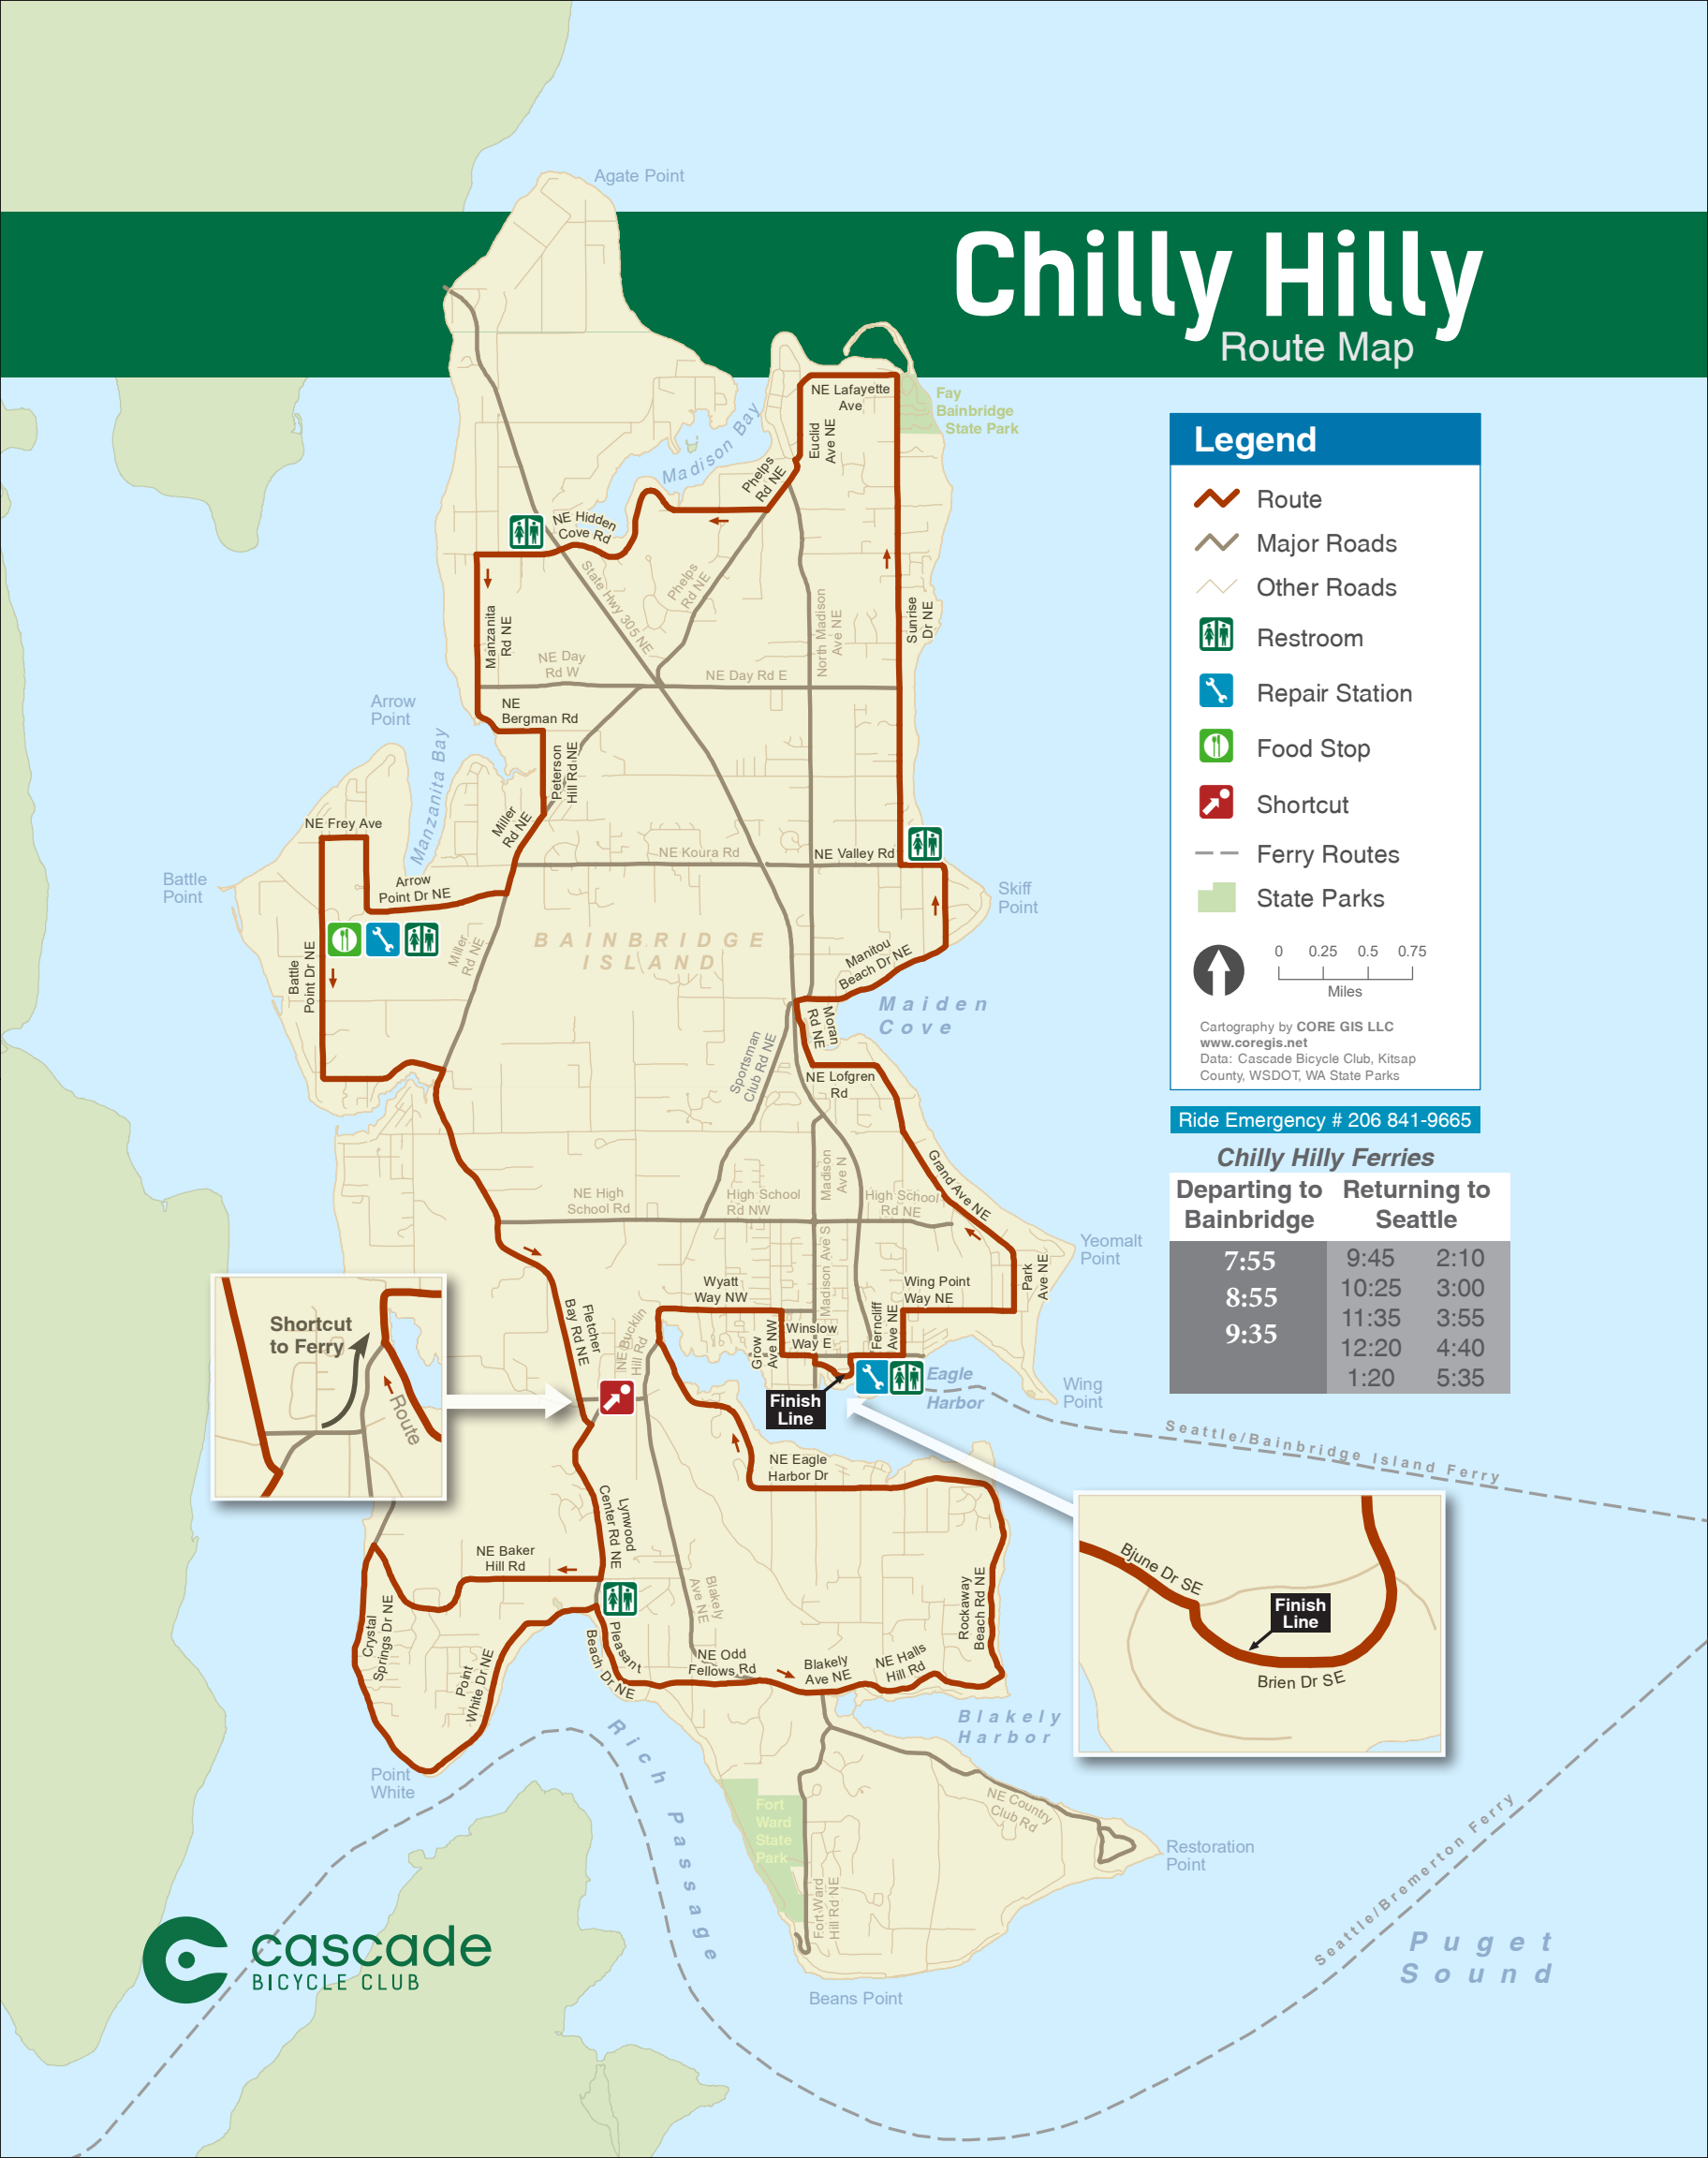 Agate Point
Chilly Hilly
Route Map
NE Lafayette
Ave
Fay
Bainbridge
State Park
Euclid
Ave NE
Madison Bay
Phelps
Rd NE
NE Hidden
Cove Rd
State Hwy 305 NE
Phelps
Rd NE
Manzanita
Rd NE
North Madison
Ave NE
Sunrise
Dr NE
NE Day
Rd W
NE Day Rd E
NE
Bergman Rd
Arrow
Point
Manzanita Bay
Peterson
Hill Rd NE
Miller
Rd NE
NE Frey Ave
NE Koura Rd
NE Valley Rd
Battle
Point
Arrow
Point Dr NE
Skiff
Point
BAINBRIDGE
ISLAND
Miller
Rd NE
Battle
Point Dr NE
Manitou
Beach Dr NE
Maiden
Cove
Moran
Rd NE
Sportsman
Club Rd NE
NE Lofgren
Rd
Madison
Ave N
Grand Ave NE
NE High
School Rd
High School
Rd NW
High School
Rd NE
Yeomalt
Point
Park
Ave NE
Madison Ave S
Wyatt
Way NW
Wing Point
Way NE
Ferncliff
Ave NE
Grow
Ave NW
Winslow
Way E
Fletcher
Bay Rd NE
NE Bucklin
Hill Rd
Eagle
Harbor
Wing
Point
Finish
Line
Shortcut
to Ferry
Route
Seattle/Bainbridge Island Ferry
NE Eagle
Harbor Dr
Lynwood
Center Rd NE
NE Baker
Hill Rd
Blakely
Ave NE
Rockaway
Beach Rd NE
Crystal
Springs Dr NE
Point
White Dr NE
Pleasant
Beach Dr NE
NE Odd
Fellows Rd
Blakely
Ave NE
NE Halls
Hill Rd
Blakely
Harbor
Bjune Dr SE
Finish
Line
Brien Dr SE
Rich Passage
Point
White
Fort
Ward
State
Park
NE Country
Club Rd
Restoration
Point
Fort Ward
Hill Rd NE
Seattle/Bremerton Ferry
Puget
Sound
Beans Point
cascade
BICYCLE CLUB
Legend
Route
Major Roads
Other Roads
Restroom
Repair Station
Food Stop
Shortcut
Ferry Routes
State Parks
0 0.25 0.5 0.75
Miles
Cartography by CORE GIS LLC
www.coregis.net
Data: Cascade Bicycle Club, Kitsap
County, WSDOT, WA State Parks
Ride Emergency # 206 841-9665
Chilly Hilly Ferries
Departing to Returning to
Bainbridge Seattle
7:55 9:45 2:10
8:55 10:25 3:00
9:35 11:35 3:55
12:20 4:40
1:20 5:35